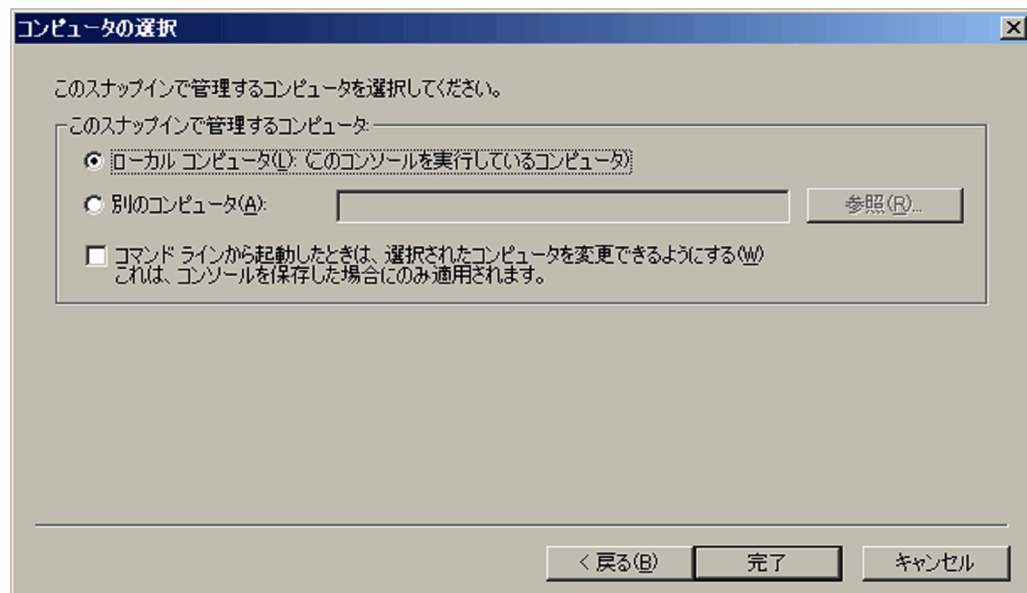 コンピュータの選択
このスナップインで管理するコンピュータを選択してください。
このスナップインで管理するコンピュータ:
ローカル コンピュータ(L): (このコンソールを実行しているコンピュータ)
別のコンピュータ(A):
参照(R)...
コマンド ラインから起動したときは、選択されたコンピュータを変更できるようにする(W)
これは、コンソールを保存した場合にのみ適用されます。
< 戻る(B)
完了
キャンセル